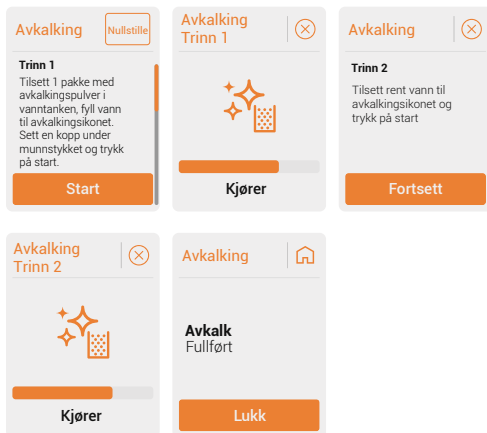 Avkalking
Nullstille
Trinn 1
Tilsett 1 pakke med
avkalkingspulver i
vanntanken, fyll vann
til avkalkingsikonet.
Sett en kopp under
munnstykket og trykk
på start.
Start
Avkalking
Trinn 1
Kjører
Avkalking
Trinn 2
Tilsett rent vann til
avkalkingsikonet og
trykk på start
Fortsett
Avkalking
Trinn 2
Kjører
Avkalking
Avkalk
Fullført
Lukk